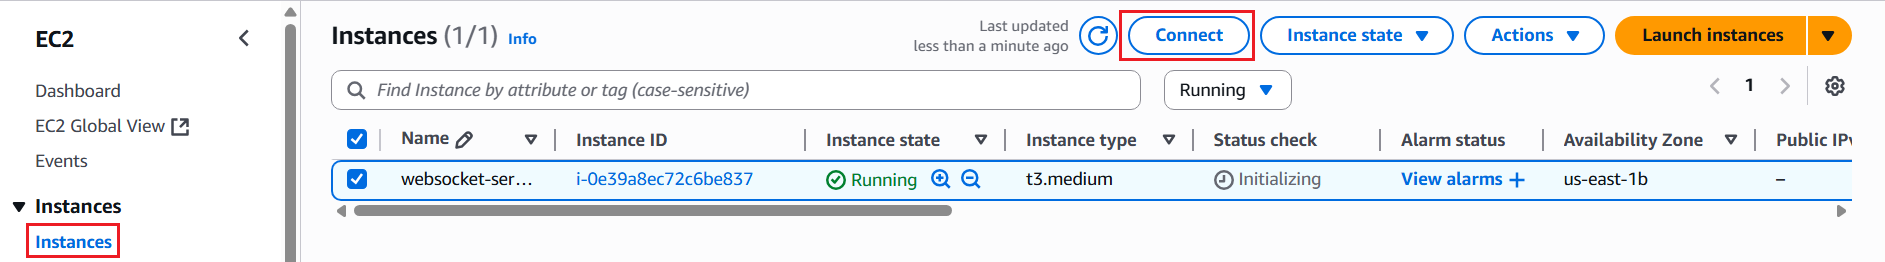 EC2
Dashboard
EC2 Global View
Events
Instances
Instances
Instances (1/1) Info
Last updated
less than a minute ago
Connect
Instance state
Actions
Launch instances
Find Instance by attribute or tag (case-sensitive)
Running
1
Name Instance ID Instance state Instance type Status check Alarm status Availability Zone Public IPv
websocket-ser... i-0e39a8ec72c6be837 Running t3.medium Initializing View alarms + us-east-1b –